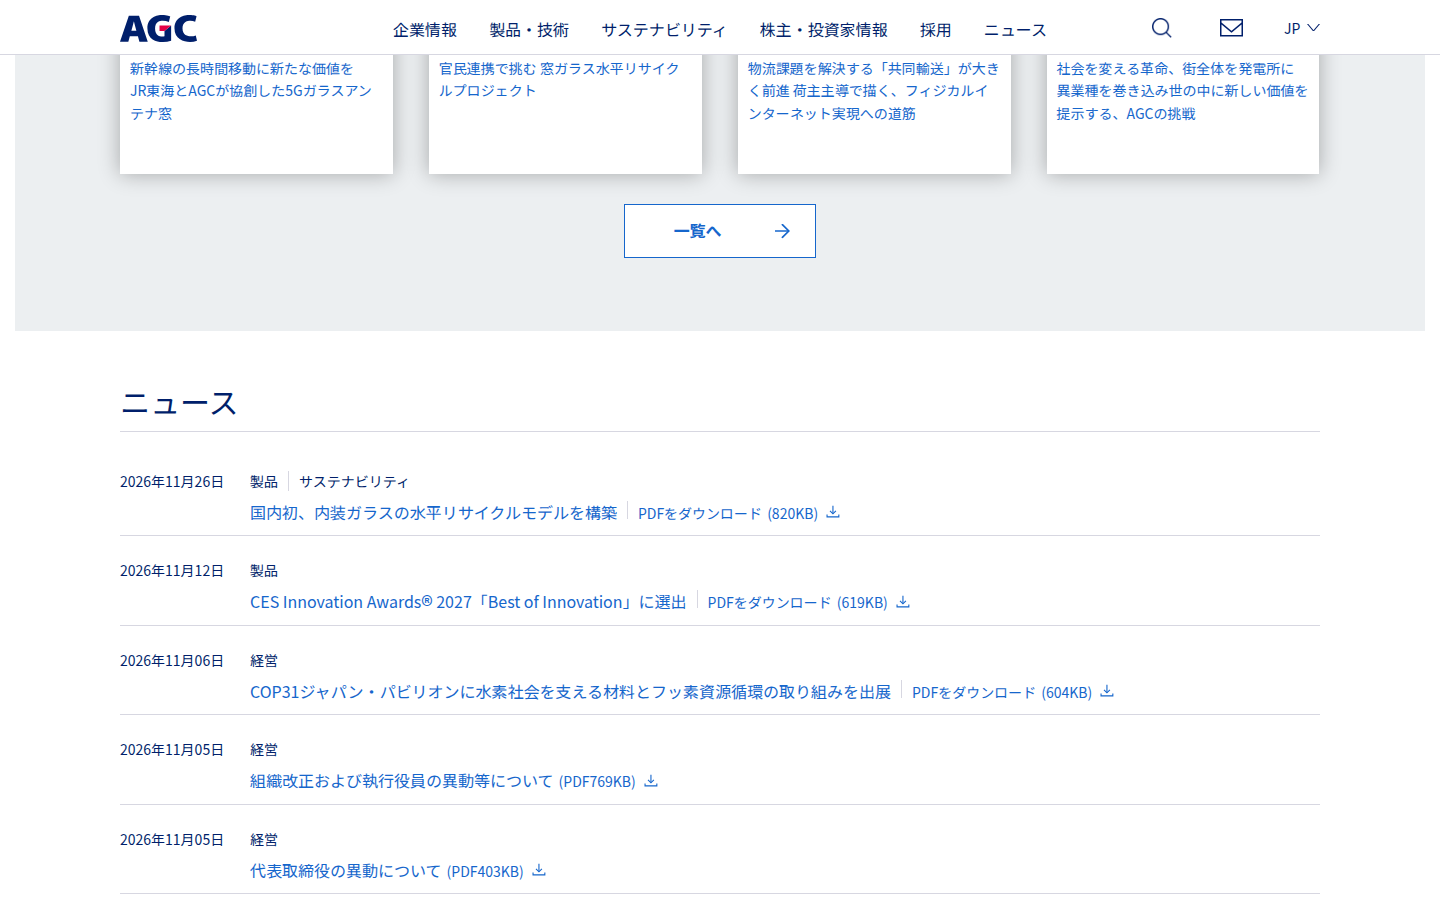 AGC
企業情報 製品・技術 サステナビリティ 株主・投資家情報 採用 ニュース JP
新幹線の長時間移動に新たな価値を
JR東海とAGCが協創した5Gガラスアン
テナ窓
官民連携で挑む 窓ガラス水平リサイク
ルプロジェクト
物流課題を解決する「共同輸送」が大き
く前進 荷主主導で描く、フィジカルイ
ンターネット実現への道筋
社会を変える革命、街全体を発電所に
異業種を巻き込み世の中に新しい価値を
提示する、AGCの挑戦
一覧へ
ニュース
2026年11月26日 製品 サステナビリティ
国内初、内装ガラスの水平リサイクルモデルを構築 PDFをダウンロード (820KB)
2026年11月12日 製品
CES Innovation Awards® 2027「Best of Innovation」に選出 PDFをダウンロード (619KB)
2026年11月06日 経営
COP31ジャパン・パビリオンに水素社会を支える材料とフッ素資源循環の取り組みを出展 PDFをダウンロード (604KB)
2026年11月05日 経営
組織改正および執行役員の異動等について (PDF769KB)
2026年11月05日 経営
代表取締役の異動について (PDF403KB)